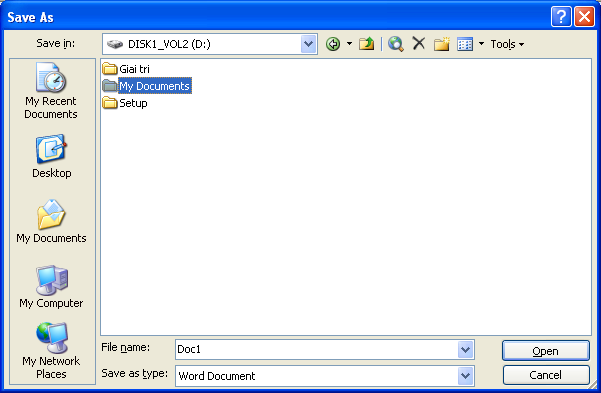 Save As
Save in:
DISK1_VOL2 (D:)
Tools
Giai tri
My Documents
Setup
My Recent
Documents
Desktop
My Documents
My Computer
My Network
Places
File name:
Doc1
Open
Save as type:
Word Document
Cancel